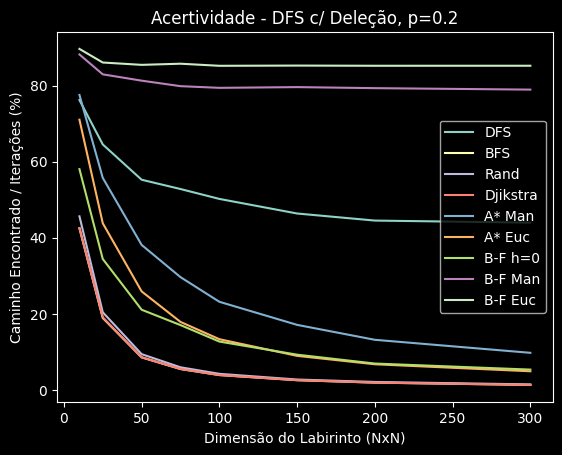 Acertividade - DFS c/ Deleção, p=0.2
Caminho Encontrado / Iterações (%)
80
60
40
20
0
0
50
100
150
200
250
300
Dimensão do Labirinto (NxN)
DFS
BFS
Rand
Djikstra
A* Man
A* Euc
B-F h=0
B-F Man
B-F Euc